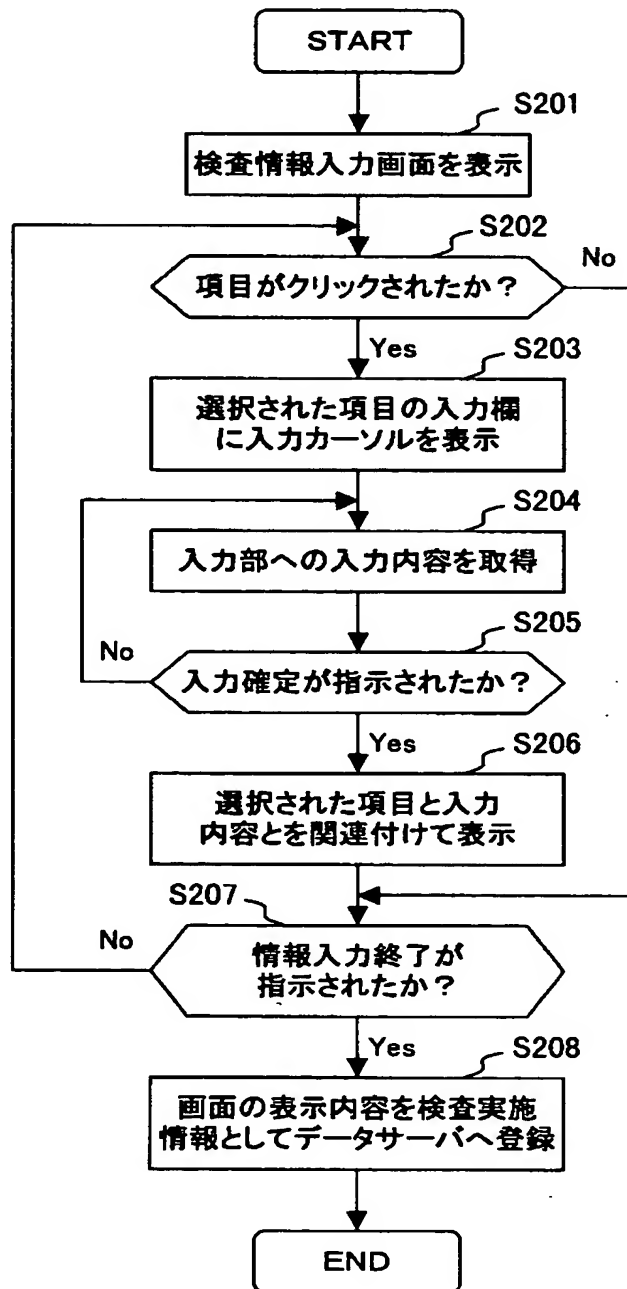 START
S201
検査情報入力画面を表示
S202
項目がクリックされたか？
No
Yes
S203
選択された項目の入力欄
に入力カーソルを表示
S204
入力部への入力内容を取得
S205
No
入力確定が指示されたか？
Yes
S206
選択された項目と入力
内容とを関連付けて表示
S207
No
情報入力終了が
指示されたか？
Yes
S208
画面の表示内容を検査実施
情報としてデータサーバへ登録
END